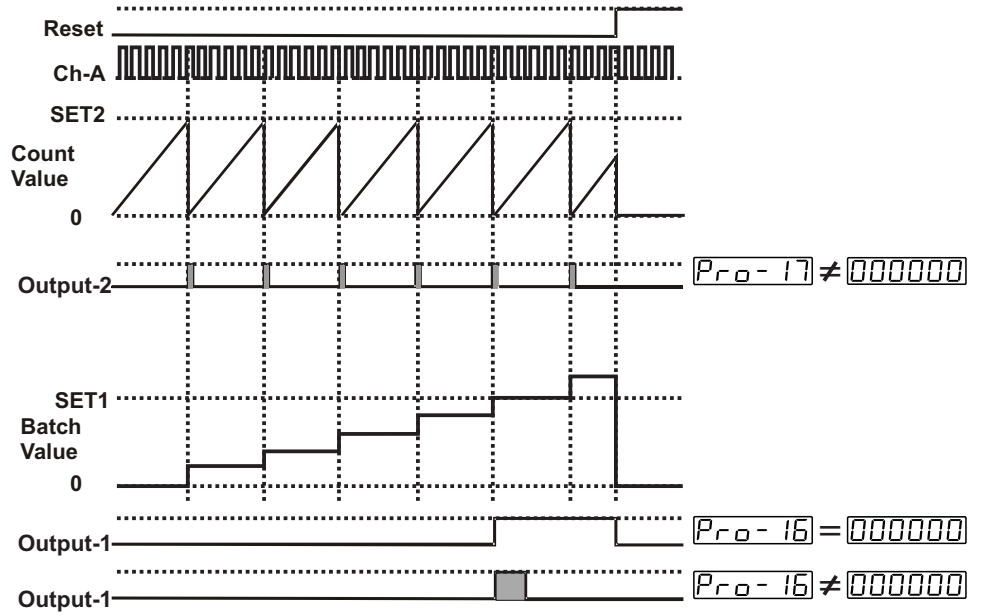 Reset
Ch-A
SET2
Count
Value
0
Output-2
Pro-17 ≠ 000000
SET1
Batch
Value
0
Output-1
Pro-16 = 000000
Output-1
Pro-16 ≠ 000000